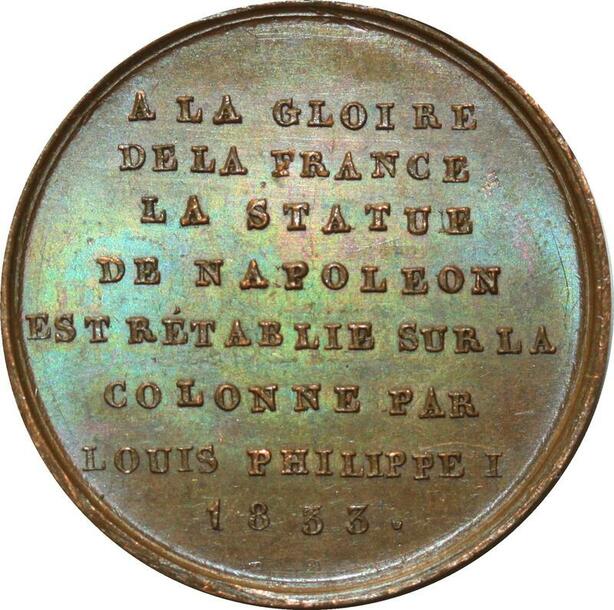 A LA GLOIRE
DE LA FRANCE
LA STATUE
DE NAPOLEON
EST RÉTABLIE SUR LA
COLONNE PAR
LOUIS PHILIPPE I
1833.